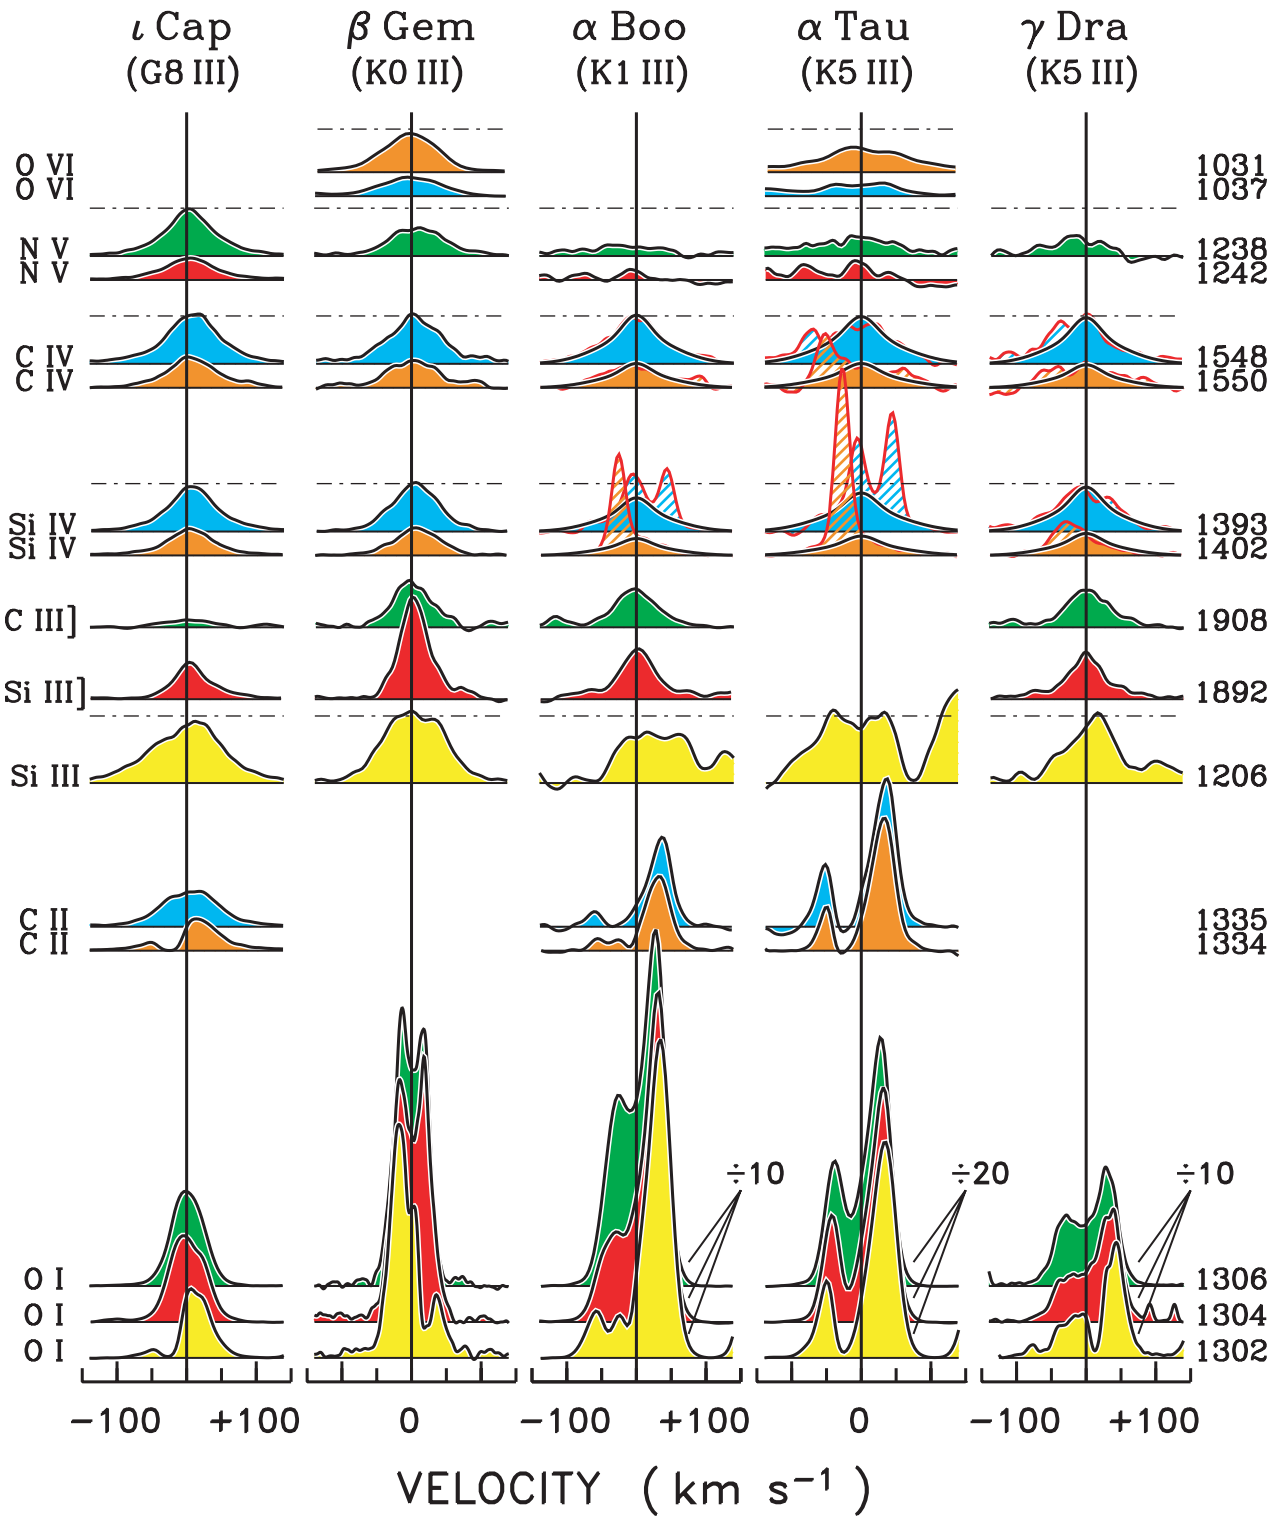 ι Cap β Gem α Boo α Tau γ Dra
(G8 III) (K0 III) (K1 III) (K5 III) (K5 III)
O VI 1031
O VI 1037
N V 1238
N V 1242
C IV 1548
C IV 1550
Si IV 1393
Si IV 1402
C III] 1908
Si III] 1892
Si III 1206
C II 1335
C II 1334
÷10 ÷20 ÷10
O I 1306
O I 1304
O I 1302
−100 +100 0 −100 +100 0 −100 +100
VELOCITY (km s⁻¹)